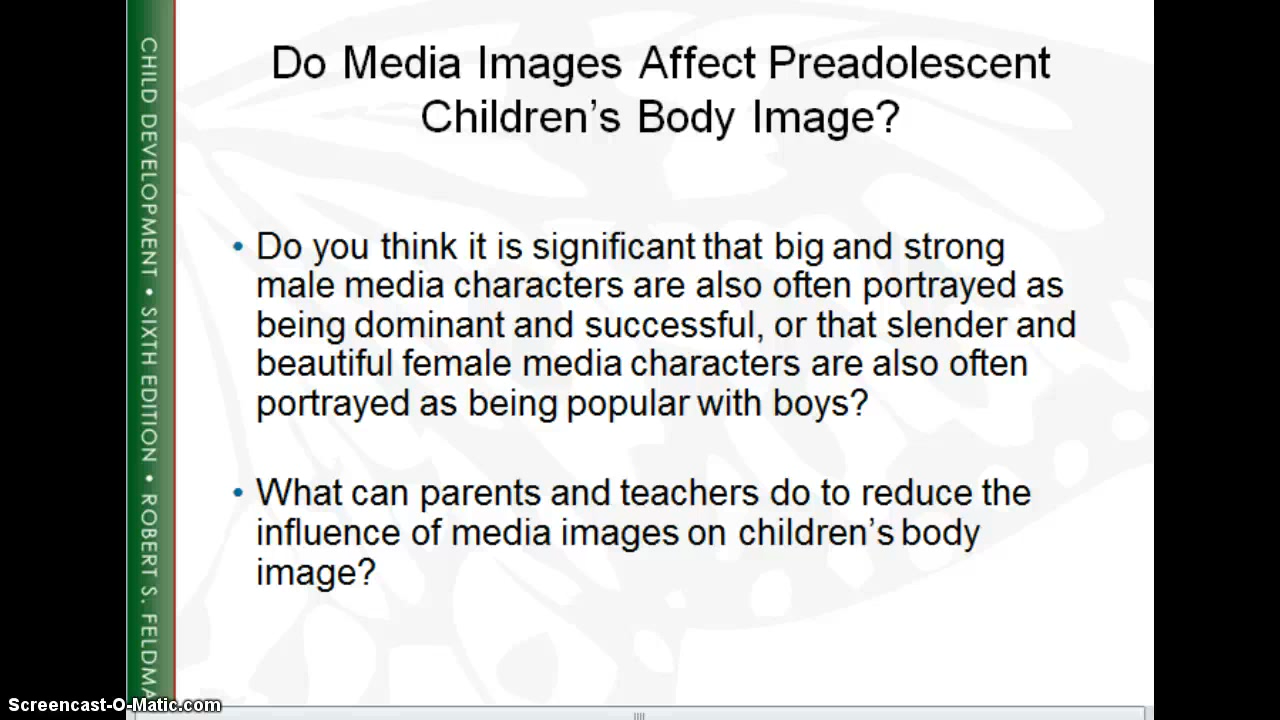 Do Media Images Affect Preadolescent
Children's Body Image?
• Do you think it is significant that big and strong
male media characters are also often portrayed as
being dominant and successful, or that slender and
beautiful female media characters are also often
portrayed as being popular with boys?
• What can parents and teachers do to reduce the
influence of media images on children's body
image?
CHILD DEVELOPMENT • SIXTH EDITION • ROBERT S. FELDMA
Screencast-O-Matic.com